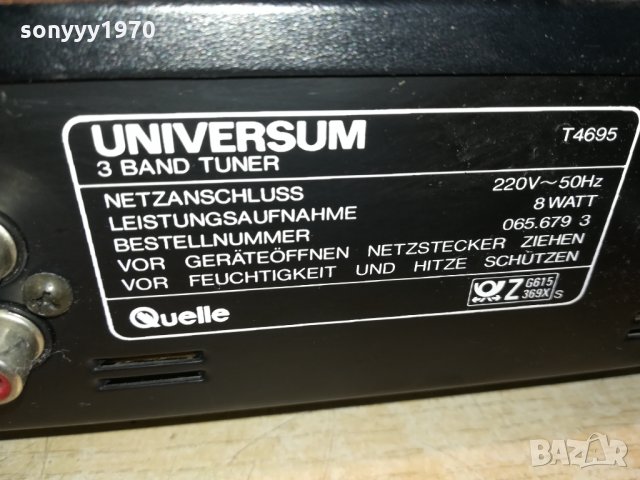 sonyyy1970
UNIVERSUM T4695
3 BAND TUNER
NETZANSCHLUSS 220V~50Hz
LEISTUNGSAUFNAHME 8 WATT
BESTELLNUMMER 065.679 3
VOR GERÄTEÖFFNEN NETZSTECKER ZIEHEN
VOR FEUCHTIGKEIT UND HITZE SCHÜTZEN
Quelle
Z G615 369X S
BAZAR.bg